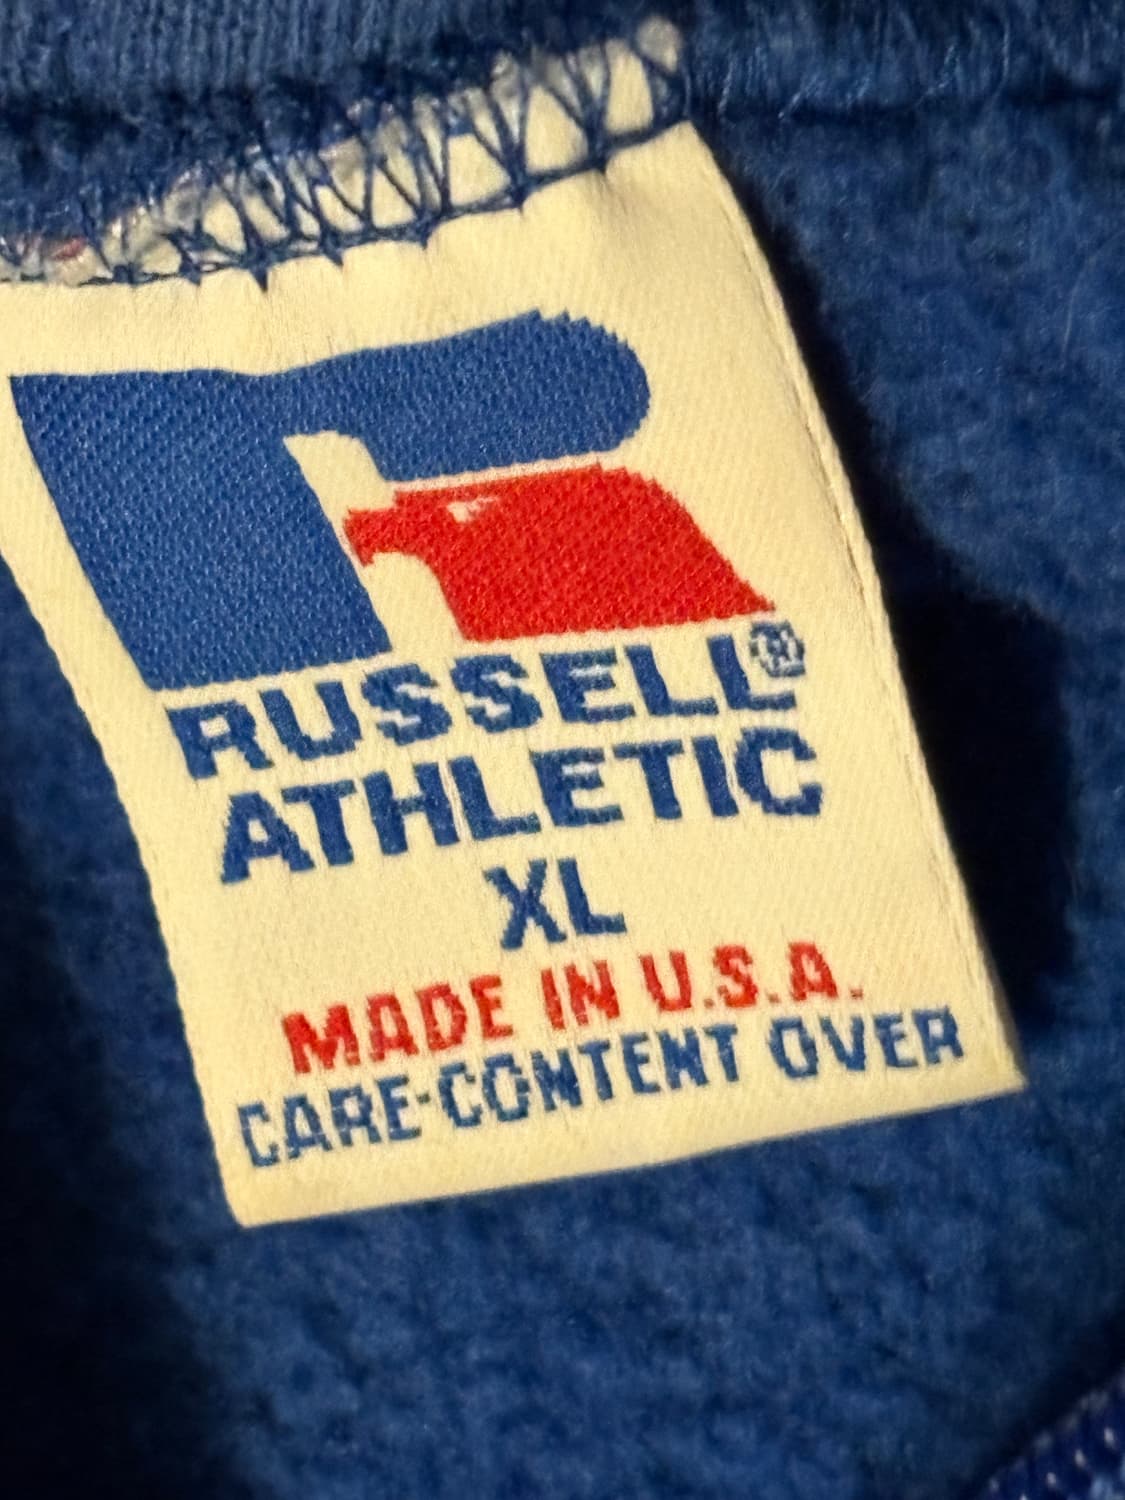 RUSSELL®
ATHLETIC
XL
MADE IN U.S.A.
CARE-CONTENT OVER